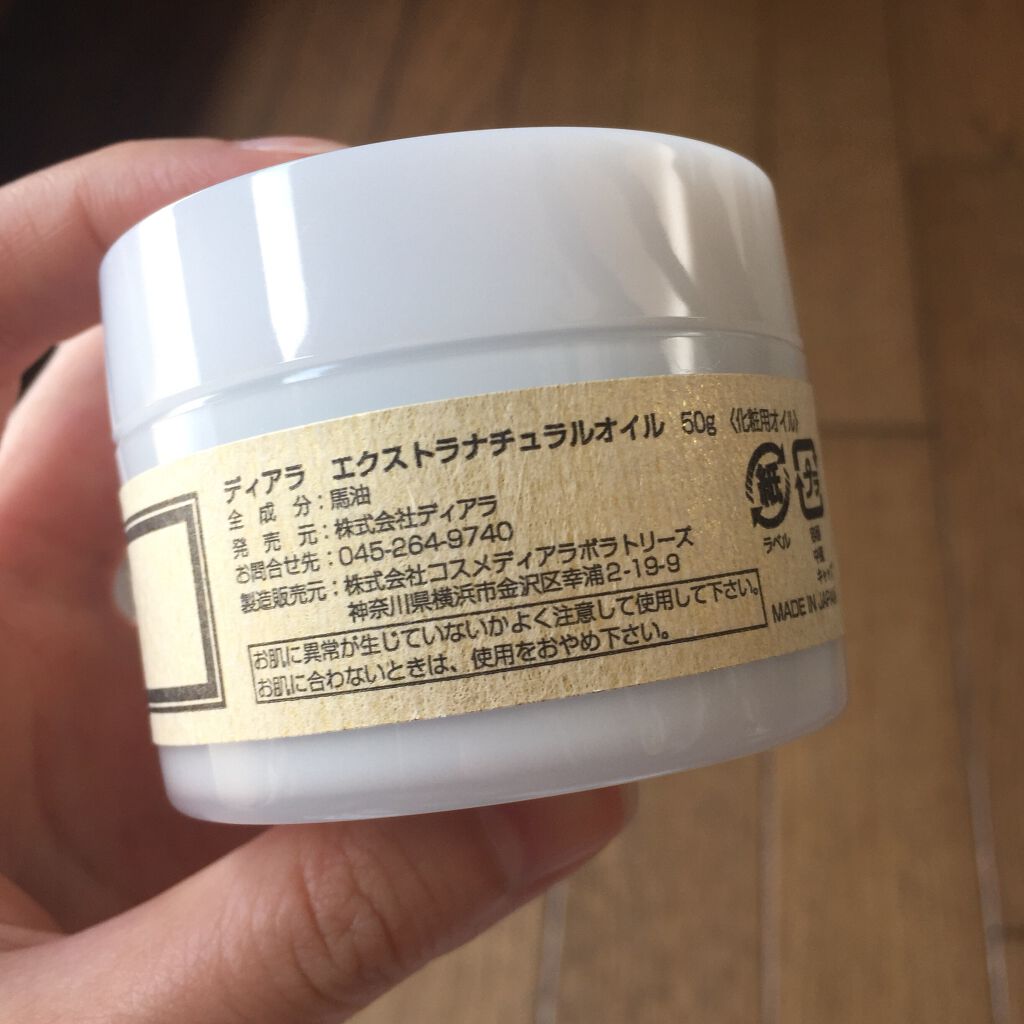 ディアラ　エクストラナチュラルオイル　50g　〈化粧用オイル〉
全成分：馬油
発売元：株式会社ディアラ
お問合せ先：045-264-9740
製造販売元：株式会社コスメディアラボラトリーズ
神奈川県横浜市金沢区幸浦2-19-9
お肌に異常が生じていないかよく注意して使用して下さい。
お肌に合わないときは、使用をおやめ下さい。
紙
ラベル
中栓
MADE IN JAPAN